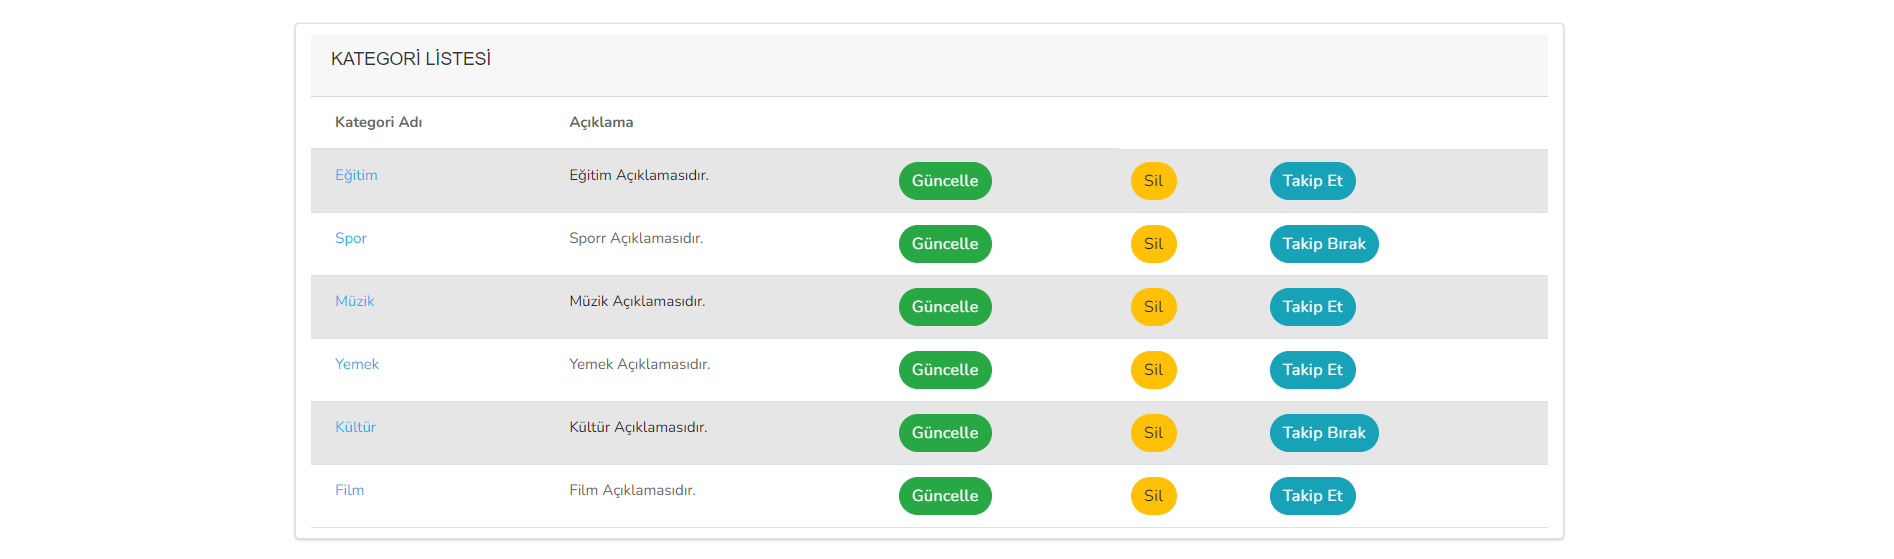 KATEGORİ LİSTESİ
Kategori Adı Açıklama
Eğitim Eğitim Açıklamasıdır. Güncelle Sil Takip Et
Spor Sporr Açıklamasıdır. Güncelle Sil Takip Bırak
Müzik Müzik Açıklamasıdır. Güncelle Sil Takip Et
Yemek Yemek Açıklamasıdır. Güncelle Sil Takip Et
Kültür Kültür Açıklamasıdır. Güncelle Sil Takip Bırak
Film Film Açıklamasıdır. Güncelle Sil Takip Et